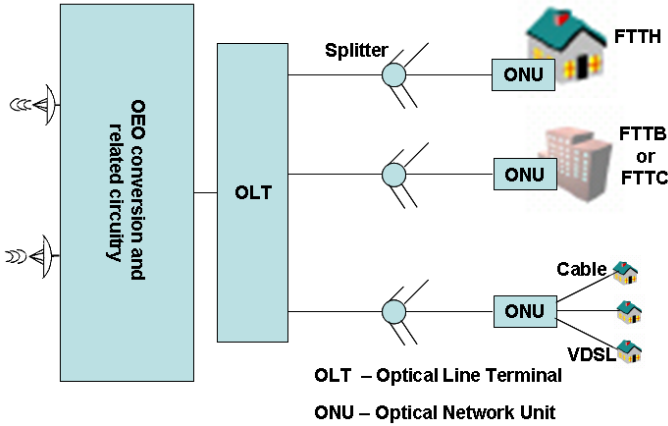 Splitter
FTTH
ONU
OEO conversion and
related circuitry
OLT
ONU
FTTB
or
FTTC
Cable
ONU
VDSL
OLT – Optical Line Terminal
ONU – Optical Network Unit